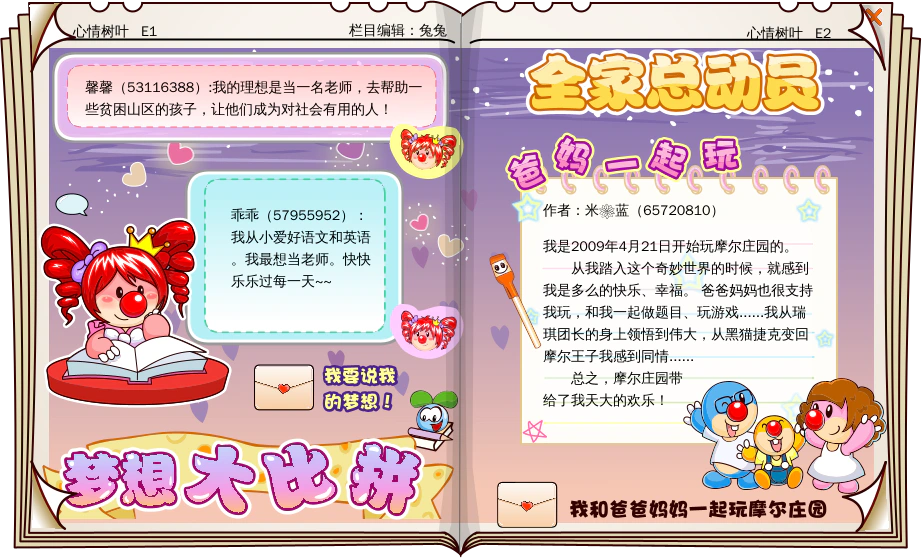 心情树叶 E1
栏目编辑：兔兔
馨馨（53116388）:我的理想是当一名老师，去帮助一
些贫困山区的孩子，让他们成为对社会有用的人！
乖乖（57955952）：
我从小爱好语文和英语
。我最想当老师。快快
乐乐过每一天~~
我要说我
的梦想！
梦想大比拼
心情树叶 E2
全家总动员
爸妈一起玩
作者：米❀蓝（65720810）
我是2009年4月21日开始玩摩尔庄园的。
从我踏入这个奇妙世界的时候，就感到
我是多么的快乐、幸福。 爸爸妈妈也很支持
我玩，和我一起做题目、玩游戏......我从瑞
琪团长的身上领悟到伟大，从黑猫捷克变回
摩尔王子我感到同情......
总之，摩尔庄园带
给了我天大的欢乐！
我和爸爸妈妈一起玩摩尔庄园